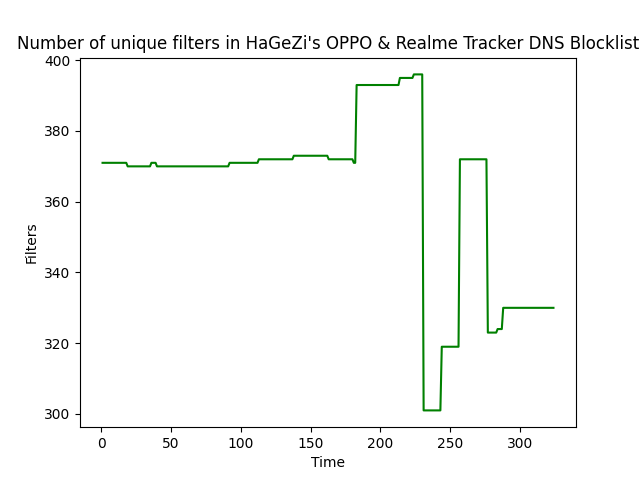 Number of unique filters in HaGeZi's OPPO & Realme Tracker DNS Blocklist
400
380
360
340
320
300
Filters
0 50 100 150 200 250 300
Time